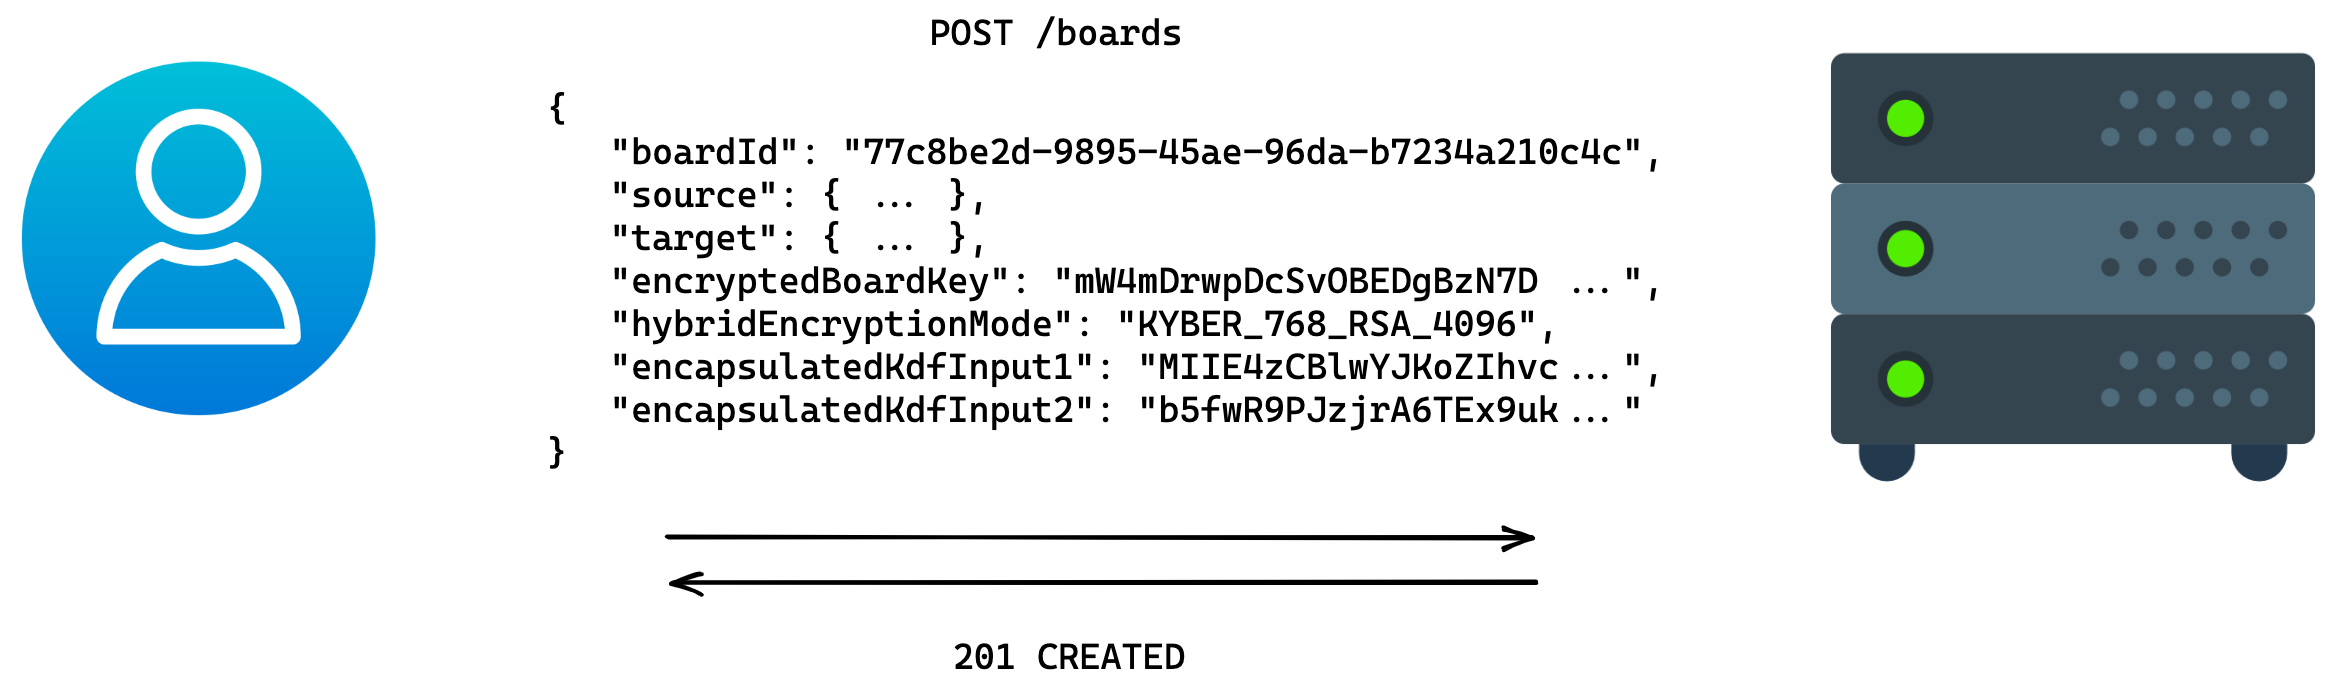 POST /boards
{
"boardId": "77c8be2d-9895-45ae-96da-b7234a210c4c",
"source": { ... },
"target": { ... },
"encryptedBoardKey": "mW4mDrwpDcSvOBEDgBzN7D ...",
"hybridEncryptionMode": "KYBER_768_RSA_4096",
"encapsulatedKdfInput1": "MIIE4zCBlwYJKoZIhvc ...",
"encapsulatedKdfInput2": "b5fwR9PJzjrA6TEx9uk ..."
}
201 CREATED